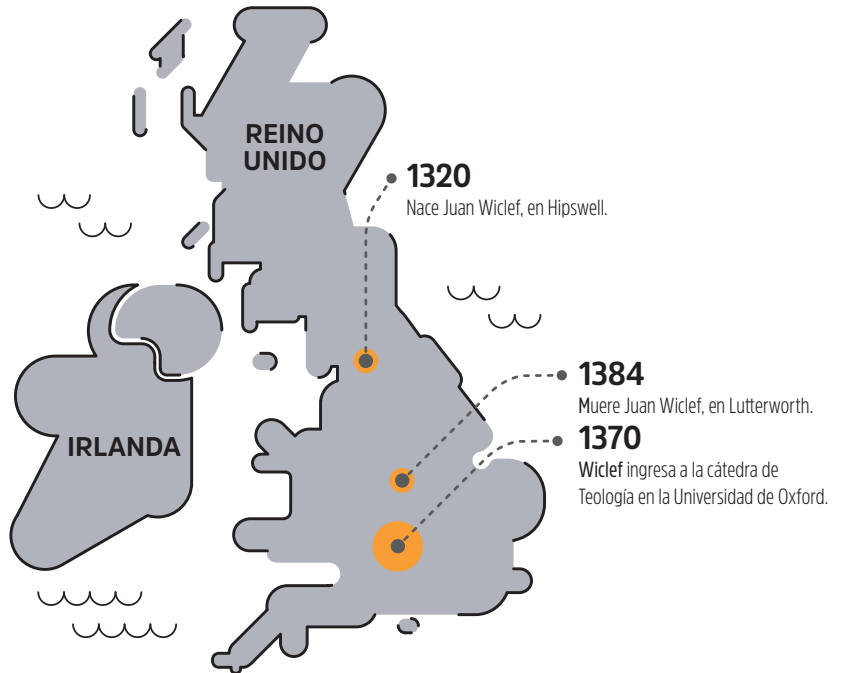 REINO
UNIDO
1320
Nace Juan Wiclef, en Hipswell.
1384
Muere Juan Wiclef, en Lutterworth.
IRLANDA
1370
Wiclef ingresa a la cátedra de
Teología en la Universidad de Oxford.